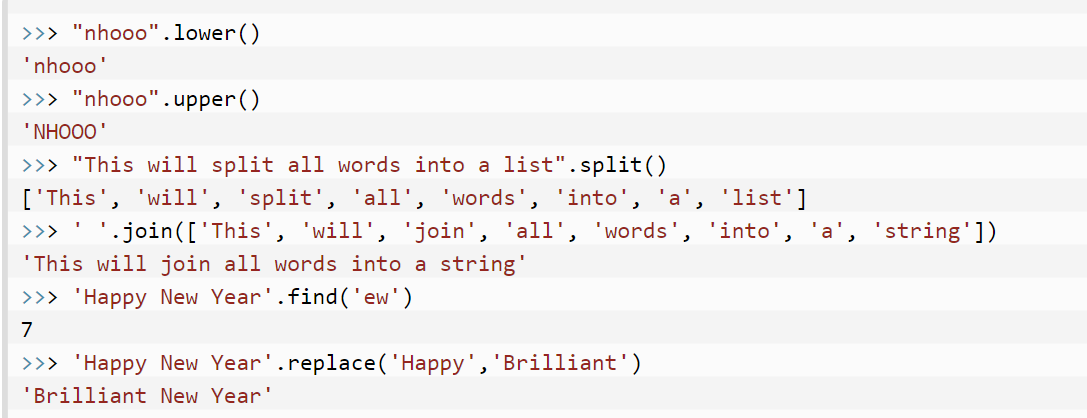 >>> "nhooo".lower()
'nhooo'
>>> "nhooo".upper()
'NHOOO'
>>> "This will split all words into a list".split()
['This', 'will', 'split', 'all', 'words', 'into', 'a', 'list']
>>> ' '.join(['This', 'will', 'join', 'all', 'words', 'into', 'a', 'string'])
'This will join all words into a string'
>>> 'Happy New Year'.find('ew')
7
>>> 'Happy New Year'.replace('Happy','Brilliant')
'Brilliant New Year'